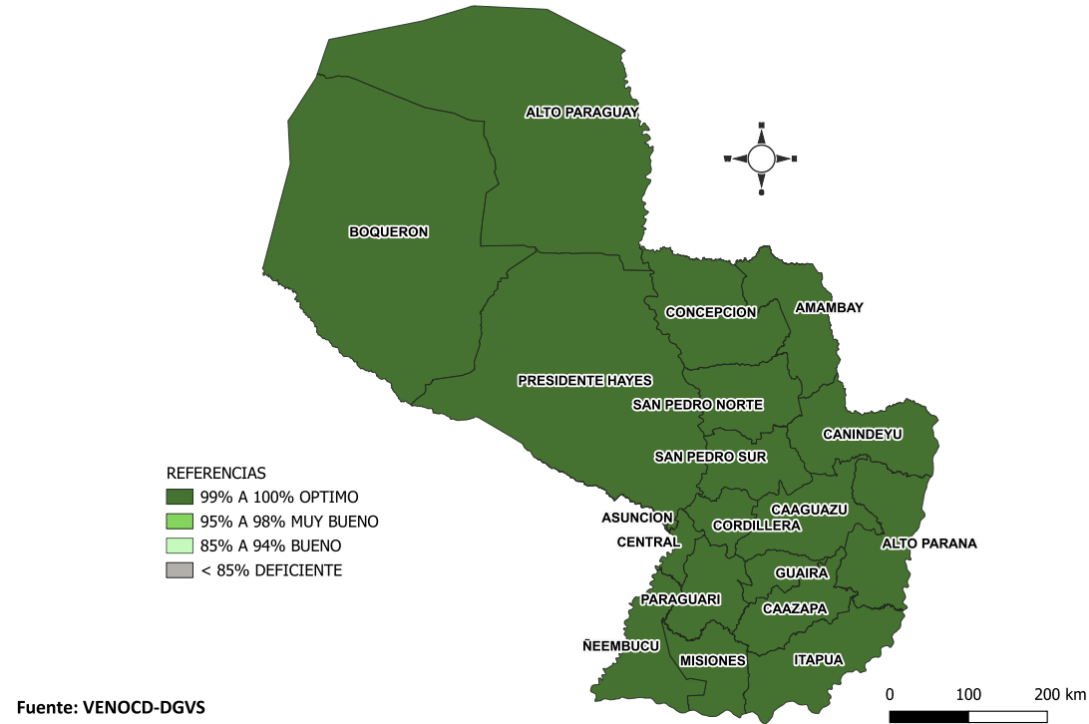 ALTO PARAGUAY
N
W
E
S
BOQUERON
CONCEPCION
AMAMBAY
PRESIDENTE HAYES
SAN PEDRO NORTE
CANINDEYU
SAN PEDRO SUR
REFERENCIAS
99% A 100% OPTIMO
95% A 98% MUY BUENO
85% A 94% BUENO
< 85% DEFICIENTE
CAAGUAZU
ASUNCION
CORDILLERA
CENTRAL
ALTO PARANA
GUAIRA
PARAGUARI
CAAZAPA
ÑEEMBUCU
MISIONES
ITAPUA
0 100 200 km
Fuente: VENOCD-DGVS